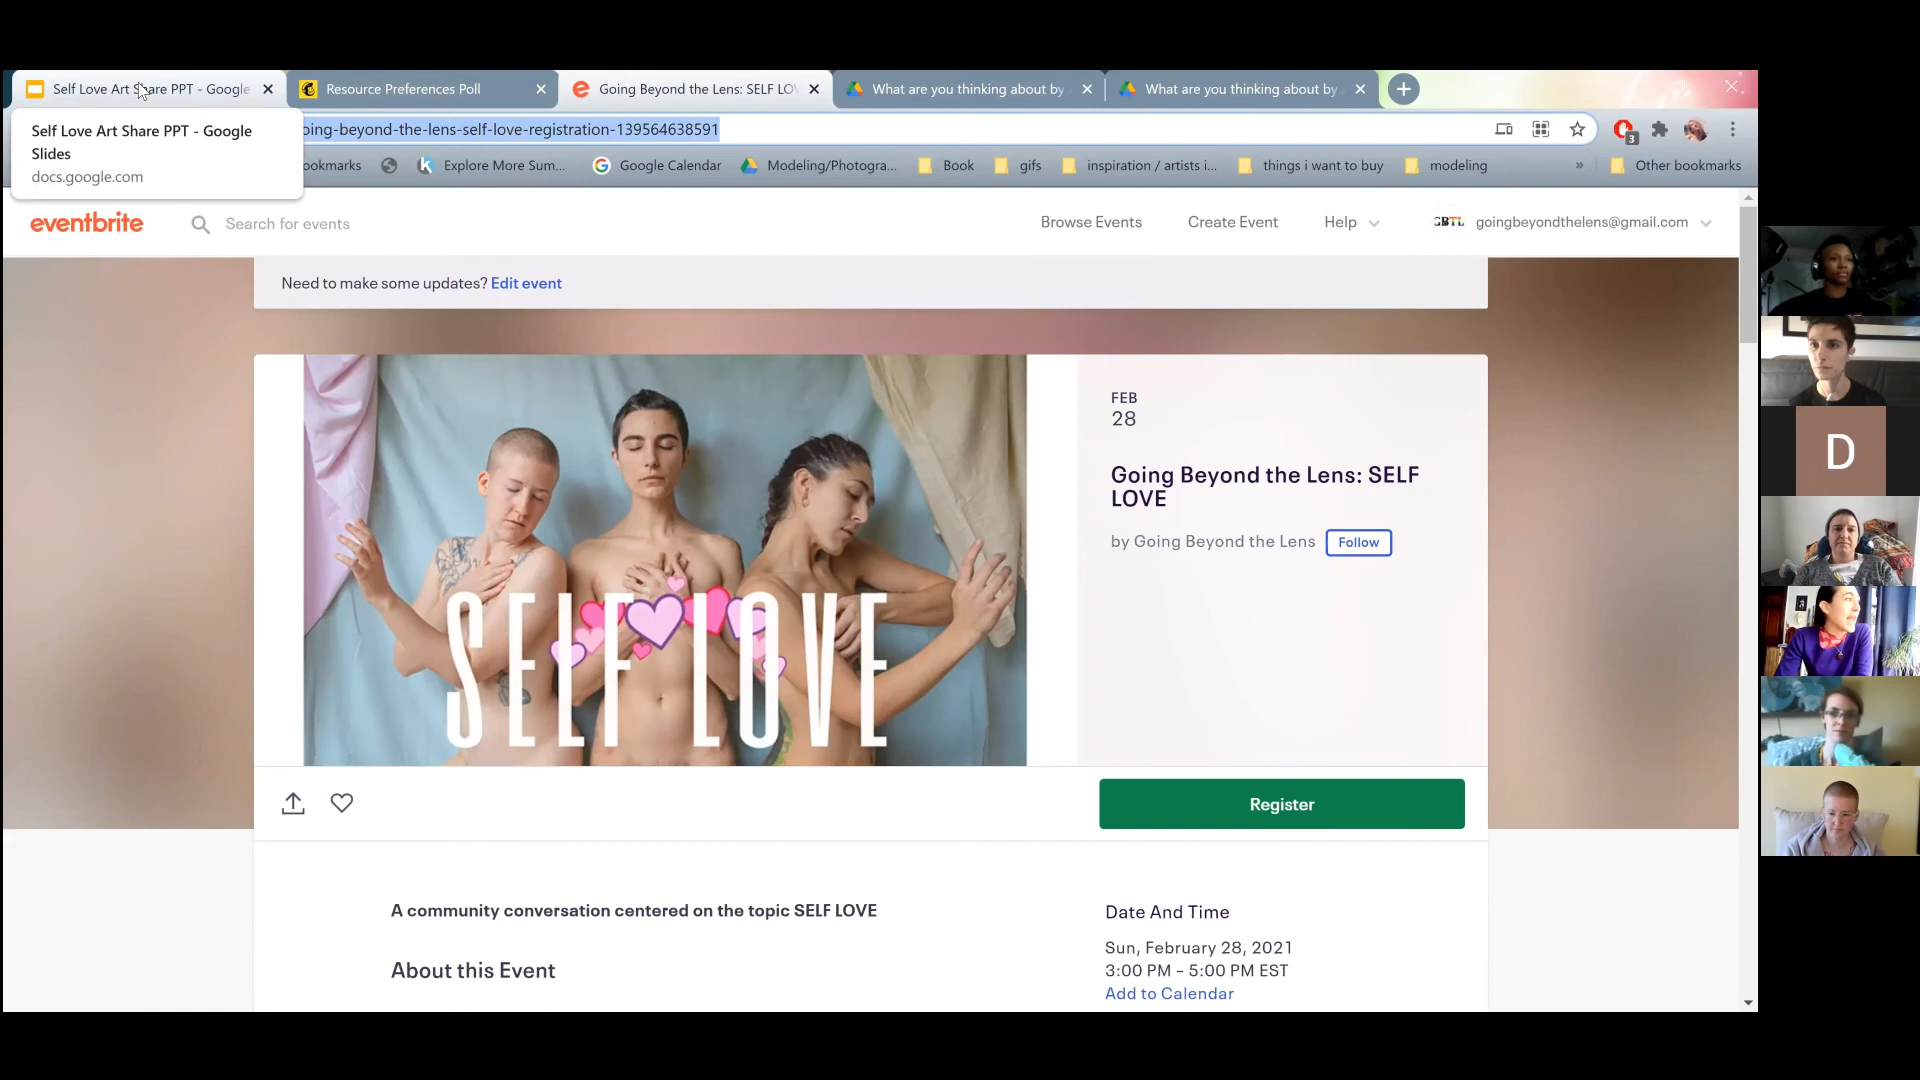 Self Love Art Share PPT - Google
Resource Preferences Poll
Going Beyond the Lens: SELF LO
What are you thinking about by
What are you thinking about by
Self Love Art Share PPT - Google
Slides
docs.google.com
oing-beyond-the-lens-self-love-registration-139564638591
3
ookmarks
Explore More Sum...
Google Calendar
Modeling/Photogra...
Book
gifs
inspiration / artists i...
things i want to buy
modeling
»
Other bookmarks
eventbrite
Search for events
Browse Events
Create Event
Help
GBTL
goingbeyondthelens@gmail.com
Need to make some updates? Edit event
SELF LOVE
FEB
28
Going Beyond the Lens: SELF
LOVE
by Going Beyond the Lens
Follow
D
Register
A community conversation centered on the topic SELF LOVE
About this Event
Date And Time
Sun, February 28, 2021
3:00 PM – 5:00 PM EST
Add to Calendar